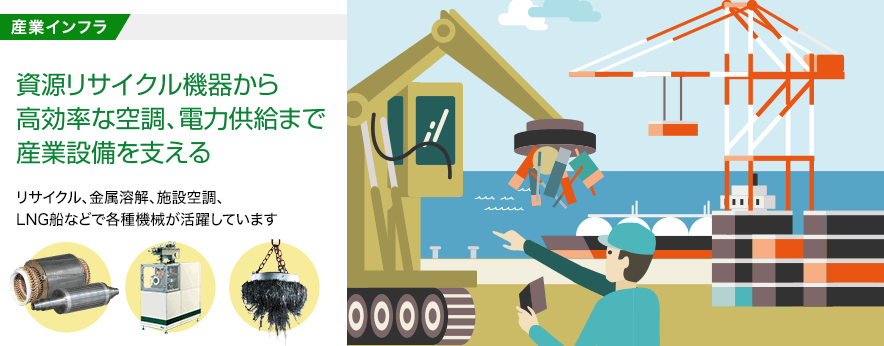 産業インフラ
資源リサイクル機器から
高効率な空調、電力供給まで
産業設備を支える
リサイクル、金属溶解、施設空調、
LNG船などで各種機械が活躍しています